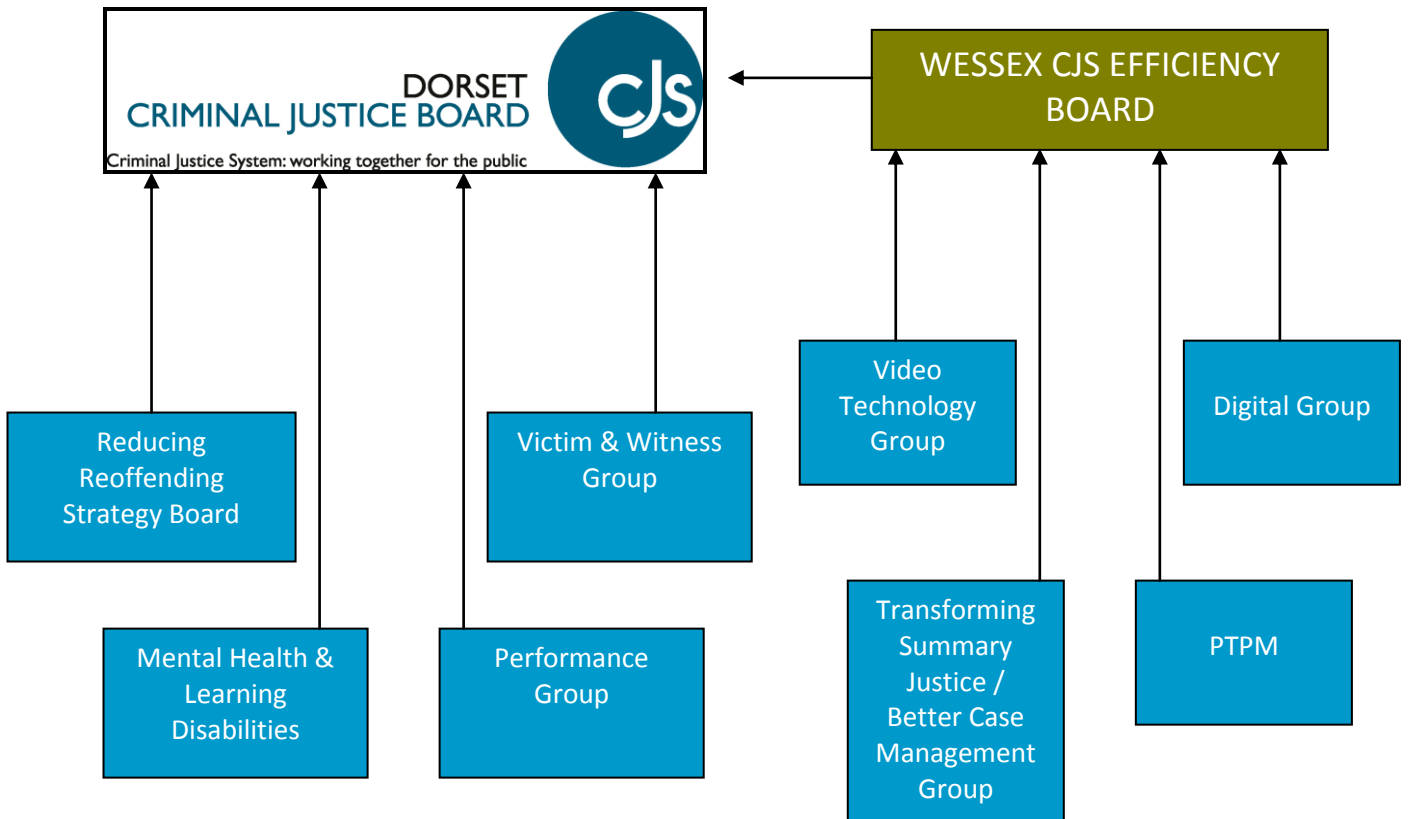 DORSET
CRIMINAL JUSTICE BOARD
Criminal Justice System: working together for the public
cJs
WESSEX CJS EFFICIENCY
BOARD
Reducing
Reoffending
Strategy Board
Victim & Witness
Group
Video
Technology
Group
Digital Group
Mental Health &
Learning
Disabilities
Performance
Group
Transforming
Summary
Justice /
Better Case
Management
Group
PTPM